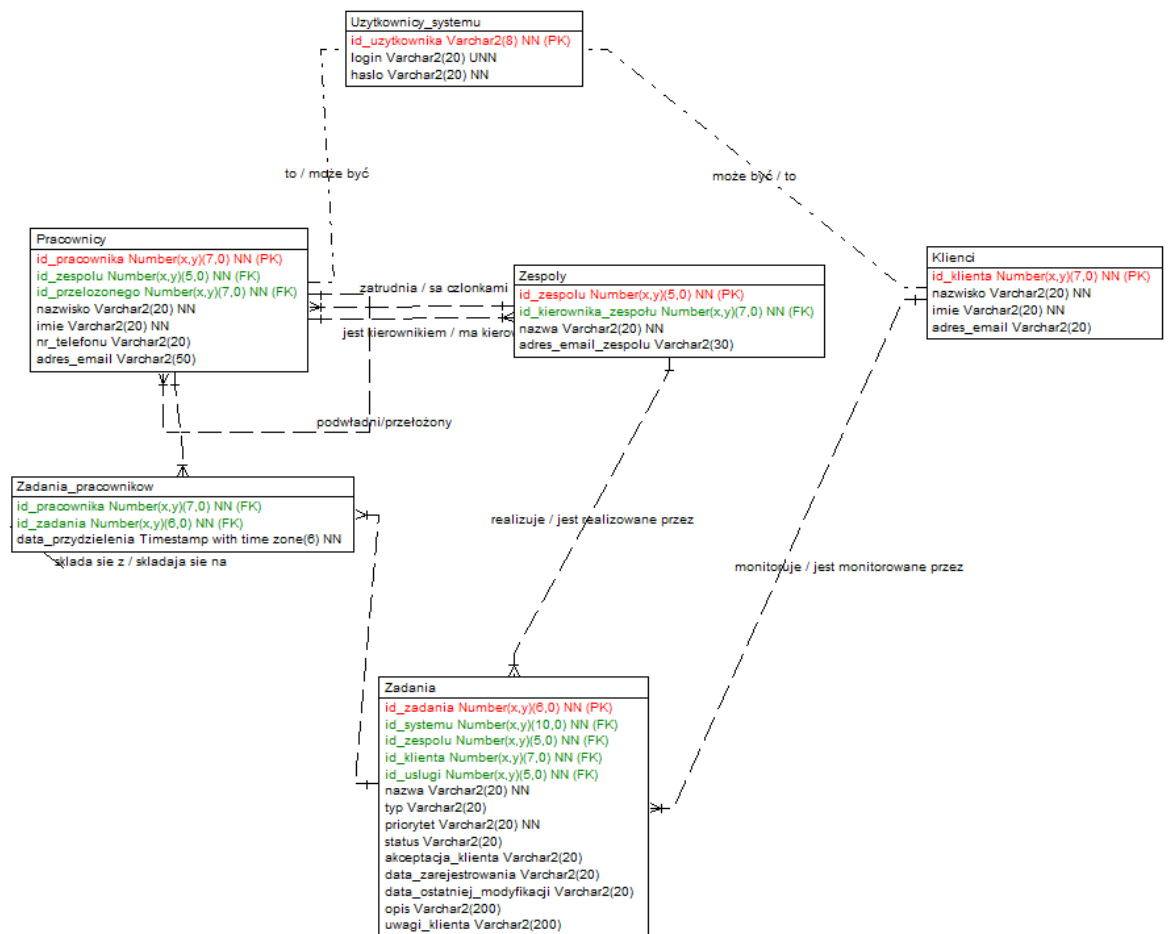 Uzytkownicy_systemu
id_uzytkownika Varchar2(8) NN (PK)
login Varchar2(20) UNN
haslo Varchar2(20) NN
to / może być
może być / to
Pracownicy
id_pracownika Number(x,y)(7,0) NN (PK)
id_zespolu Number(x,y)(5,0) NN (FK)
id_przelozonego Number(x,y)(7,0) NN (FK)
nazwisko Varchar2(20) NN
imie Varchar2(20) NN
nr_telefonu Varchar2(20)
adres_email Varchar2(50)
zatrudnia / sa czlonkami
jest kierownikiem / ma kierow
Zespoly
id_zespolu Number(x,y)(5,0) NN (PK)
id_kierownika_zespołu Number(x,y)(7,0) NN (FK)
nazwa Varchar2(20) NN
adres_email_zespolu Varchar2(30)
Klienci
id_klienta Number(x,y)(7,0) NN (PK)
nazwisko Varchar2(20) NN
imie Varchar2(20) NN
adres_email Varchar2(20)
podwładni/przełożony
Zadania_pracownikow
id_pracownika Number(x,y)(7,0) NN (FK)
id_zadania Number(x,y)(6,0) NN (FK)
data_przydzielenia Timestamp with time zone(6) NN
sklada sie z / skladaja sie na
realizuje / jest realizowane przez
monitoruje / jest monitorowane przez
Zadania
id_zadania Number(x,y)(6,0) NN (PK)
id_systemu Number(x,y)(10,0) NN (FK)
id_zespolu Number(x,y)(5,0) NN (FK)
id_klienta Number(x,y)(7,0) NN (FK)
id_uslugi Number(x,y)(5,0) NN (FK)
nazwa Varchar2(20) NN
typ Varchar2(20)
priorytet Varchar2(20) NN
status Varchar2(20)
akceptacja_klienta Varchar2(20)
data_zarejestrowania Varchar2(20)
data_ostatniej_modyfikacji Varchar2(20)
opis Varchar2(200)
uwagi_klienta Varchar2(200)